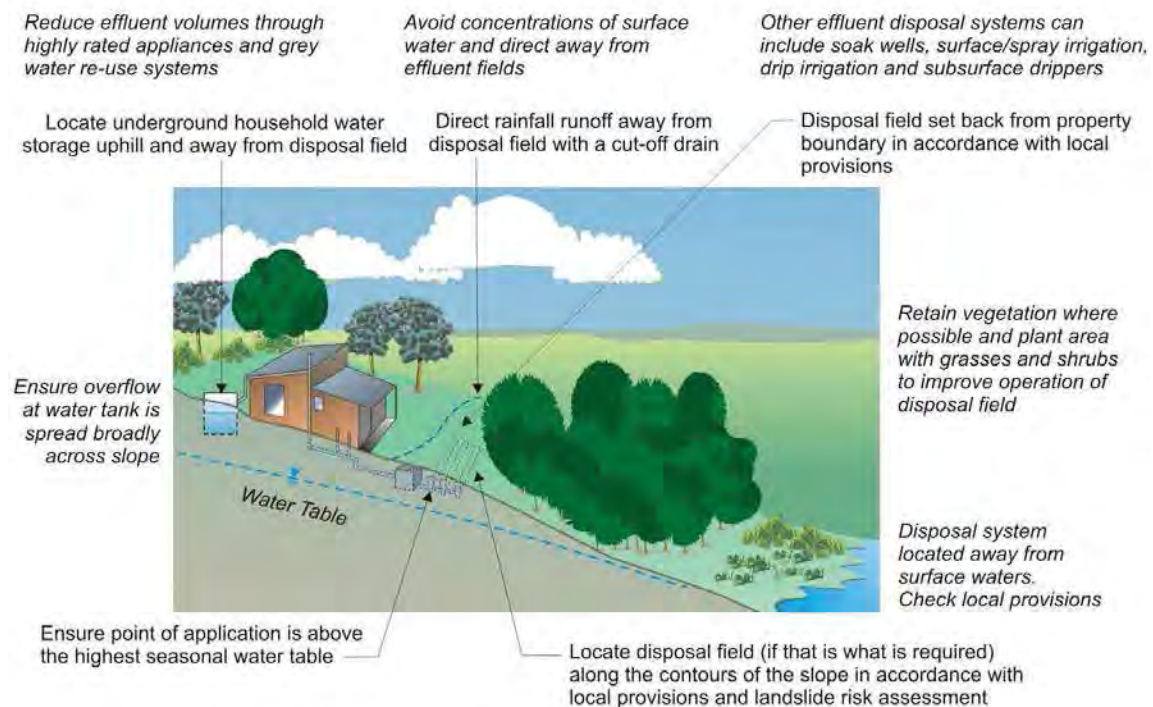 Reduce effluent volumes through
highly rated appliances and grey
water re-use systems
Avoid concentrations of surface
water and direct away from
effluent fields
Other effluent disposal systems can
include soak wells, surface/spray irrigation,
drip irrigation and subsurface drippers
Locate underground household water
storage uphill and away from disposal field
Direct rainfall runoff away from
disposal field with a cut-off drain
Disposal field set back from property
boundary in accordance with local
provisions
Ensure overflow
at water tank is
spread broadly
across slope
Water Table
Retain vegetation where
possible and plant area
with grasses and shrubs
to improve operation of
disposal field
Disposal system
located away from
surface waters.
Check local provisions
Ensure point of application is above
the highest seasonal water table
Locate disposal field (if that is what is required)
along the contours of the slope in accordance with
local provisions and landslide risk assessment